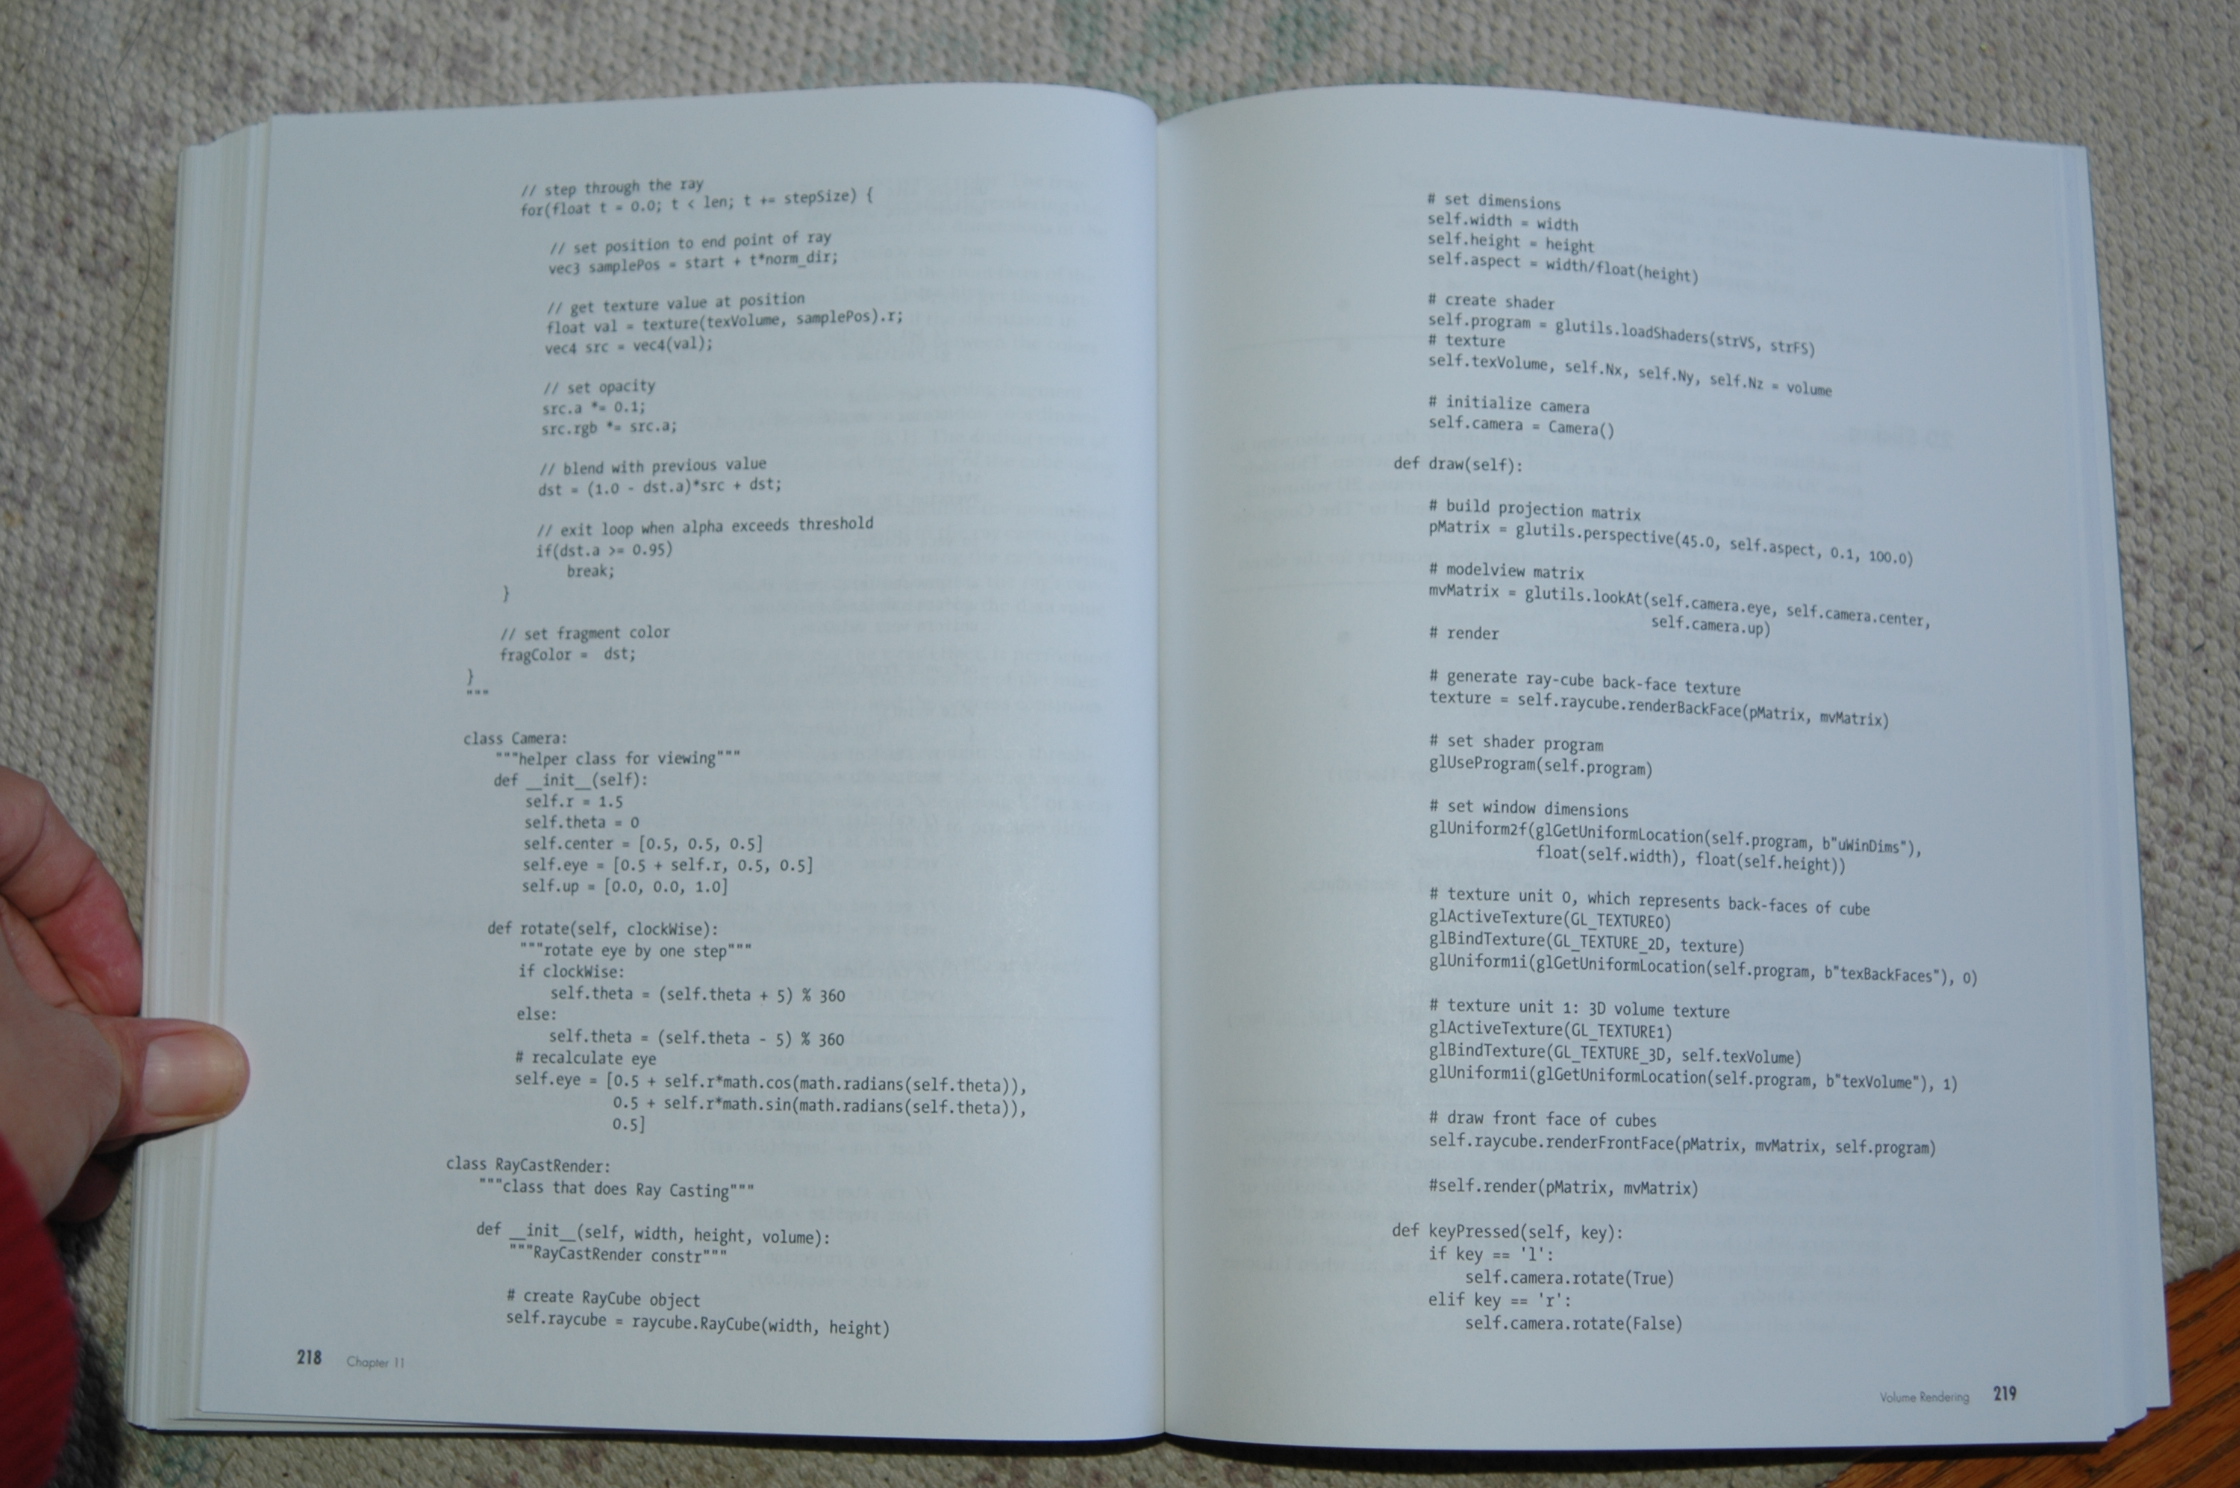 // step through the ray
for(float t = 0.0; t < len; t += stepSize) {
// set position to end point of ray
vec3 samplePos = start + t*norm_dir;
// get texture value at position
float val = texture(texVolume, samplePos).r;
vec4 src = vec4(val);
// set opacity
src.a *= 0.1;
src.rgb *= src.a;
// blend with previous value
dst = (1.0 - dst.a)*src + dst;
// exit loop when alpha exceeds threshold
if(dst.a >= 0.95)
break;
}
// set fragment color
fragColor =  dst;
}
"""
class Camera:
"""helper class for viewing"""
def __init__(self):
self.r = 1.5
self.theta = 0
self.center = [0.5, 0.5, 0.5]
self.eye = [0.5 + self.r, 0.5, 0.5]
self.up = [0.0, 0.0, 1.0]
def rotate(self, clockWise):
"""rotate eye by one step"""
if clockWise:
self.theta = (self.theta + 5) % 360
else:
self.theta = (self.theta - 5) % 360
# recalculate eye
self.eye = [0.5 + self.r*math.cos(math.radians(self.theta)),
0.5 + self.r*math.sin(math.radians(self.theta)),
0.5]
class RayCastRender:
"""class that does Ray Casting"""
def __init__(self, width, height, volume):
"""RayCastRender constr"""
# create RayCube object
self.raycube = raycube.RayCube(width, height)
218 Chapter 11
# set dimensions
self.width = width
self.height = height
self.aspect = width/float(height)
# create shader
self.program = glutils.loadShaders(strVS, strFS)
# texture
self.texVolume, self.Nx, self.Ny, self.Nz = volume
# initialize camera
self.camera = Camera()
def draw(self):
# build projection matrix
pMatrix = glutils.perspective(45.0, self.aspect, 0.1, 100.0)
# modelview matrix
mvMatrix = glutils.lookAt(self.camera.eye, self.camera.center,
self.camera.up)
# render
# generate ray-cube back-face texture
texture = self.raycube.renderBackFace(pMatrix, mvMatrix)
# set shader program
glUseProgram(self.program)
# set window dimensions
glUniform2f(glGetUniformLocation(self.program, b"uWinDims"),
float(self.width), float(self.height))
# texture unit 0, which represents back-faces of cube
glActiveTexture(GL_TEXTURE0)
glBindTexture(GL_TEXTURE_2D, texture)
glUniform1i(glGetUniformLocation(self.program, b"texBackFaces"), 0)
# texture unit 1: 3D volume texture
glActiveTexture(GL_TEXTURE1)
glBindTexture(GL_TEXTURE_3D, self.texVolume)
glUniform1i(glGetUniformLocation(self.program, b"texVolume"), 1)
# draw front face of cubes
self.raycube.renderFrontFace(pMatrix, mvMatrix, self.program)
#self.render(pMatrix, mvMatrix)
def keyPressed(self, key):
if key == 'l':
self.camera.rotate(True)
elif key == 'r':
self.camera.rotate(False)
Volume Rendering 219